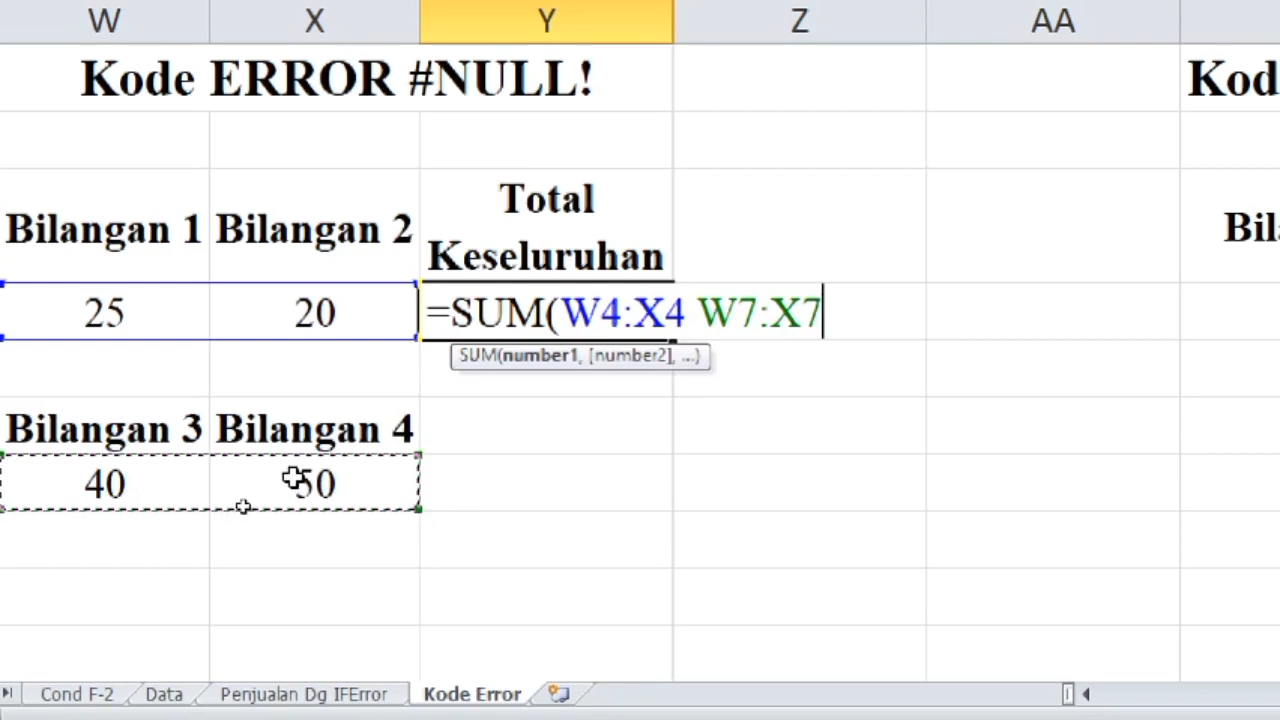 W X Y Z AA
Kode ERROR #NULL!
Kod
Bilangan 1 Bilangan 2 Total Keseluruhan
Bil
25 20 =SUM(W4:X4 W7:X7
SUM(number1, [number2], ...)
Bilangan 3 Bilangan 4
40 50
Cond F-2 Data Penjualan Dg IFError Kode Error